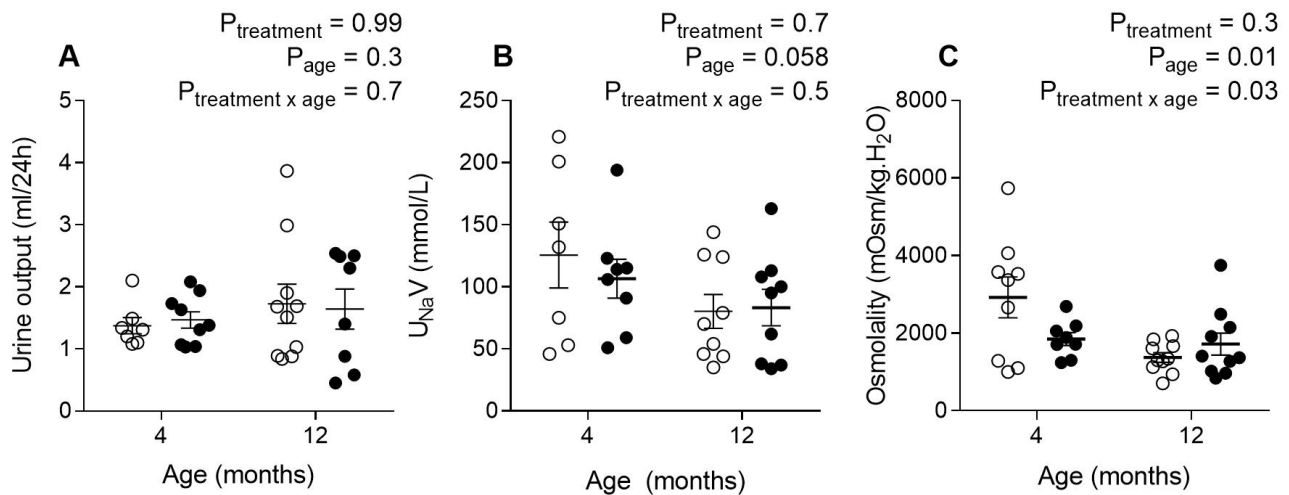 A
P_treatment = 0.99
P_age = 0.3
P_treatment x age = 0.7
Urine output (ml/24h)
5
4
3
2
1
0
4 12
Age (months)
B
P_treatment = 0.7
P_age = 0.058
P_treatment x age = 0.5
U_NaV (mmol/L)
250
200
150
100
50
0
4 12
Age (months)
C
P_treatment = 0.3
P_age = 0.01
P_treatment x age = 0.03
Osmolality (mOsm/kg.H₂O)
8000
6000
4000
2000
0
4 12
Age (months)